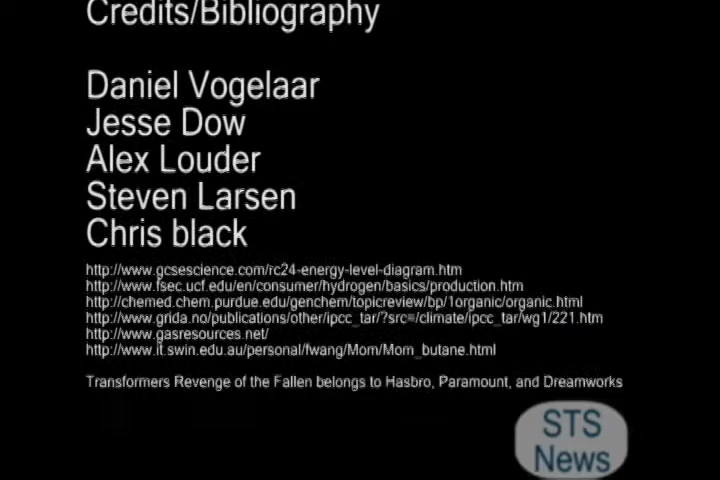 Credits/Bibliography
Daniel Vogelaar
Jesse Dow
Alex Louder
Steven Larsen
Chris black
http://www.gcsescience.com/rc24-energy-level-diagram.htm
http://www.fsec.ucf.edu/en/consumer/hydrogen/basics/production.htm
http://chemed.chem.purdue.edu/genchem/topicreview/bp/1organic/organic.html
http://www.grida.no/publications/other/ipcc_tar/?src=/climate/ipcc_tar/wg1/221.htm
http://www.gasresources.net/
http://www.it.swin.edu.au/personal/fwang/Mom/Mom_butane.html
Transformers Revenge of the Fallen belongs to Hasbro, Paramount, and Dreamworks
STS
News